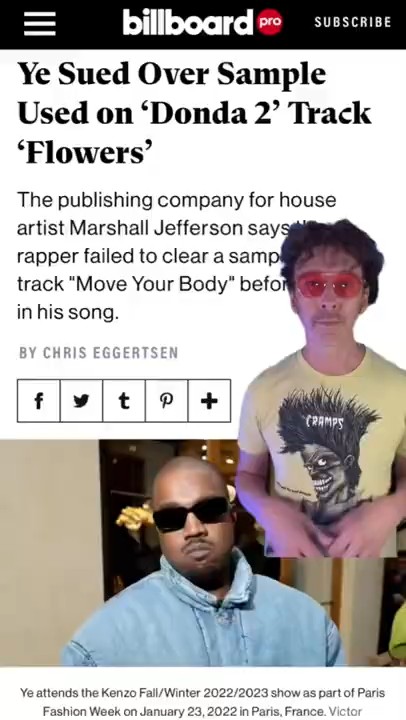 billboard pro
SUBSCRIBE
Ye Sued Over Sample
Used on ‘Donda 2’ Track
‘Flowers’
The publishing company for house
artist Marshall Jefferson says
rapper failed to clear a
track "Move Your Body"
in his song.
BY CHRIS EGGERTSEN
f t
CRAMPS
Ye attends the Kenzo Fall/Winter 2022/2023 show as part of Paris
Fashion Week on January 23, 2022 in Paris, France. Victor